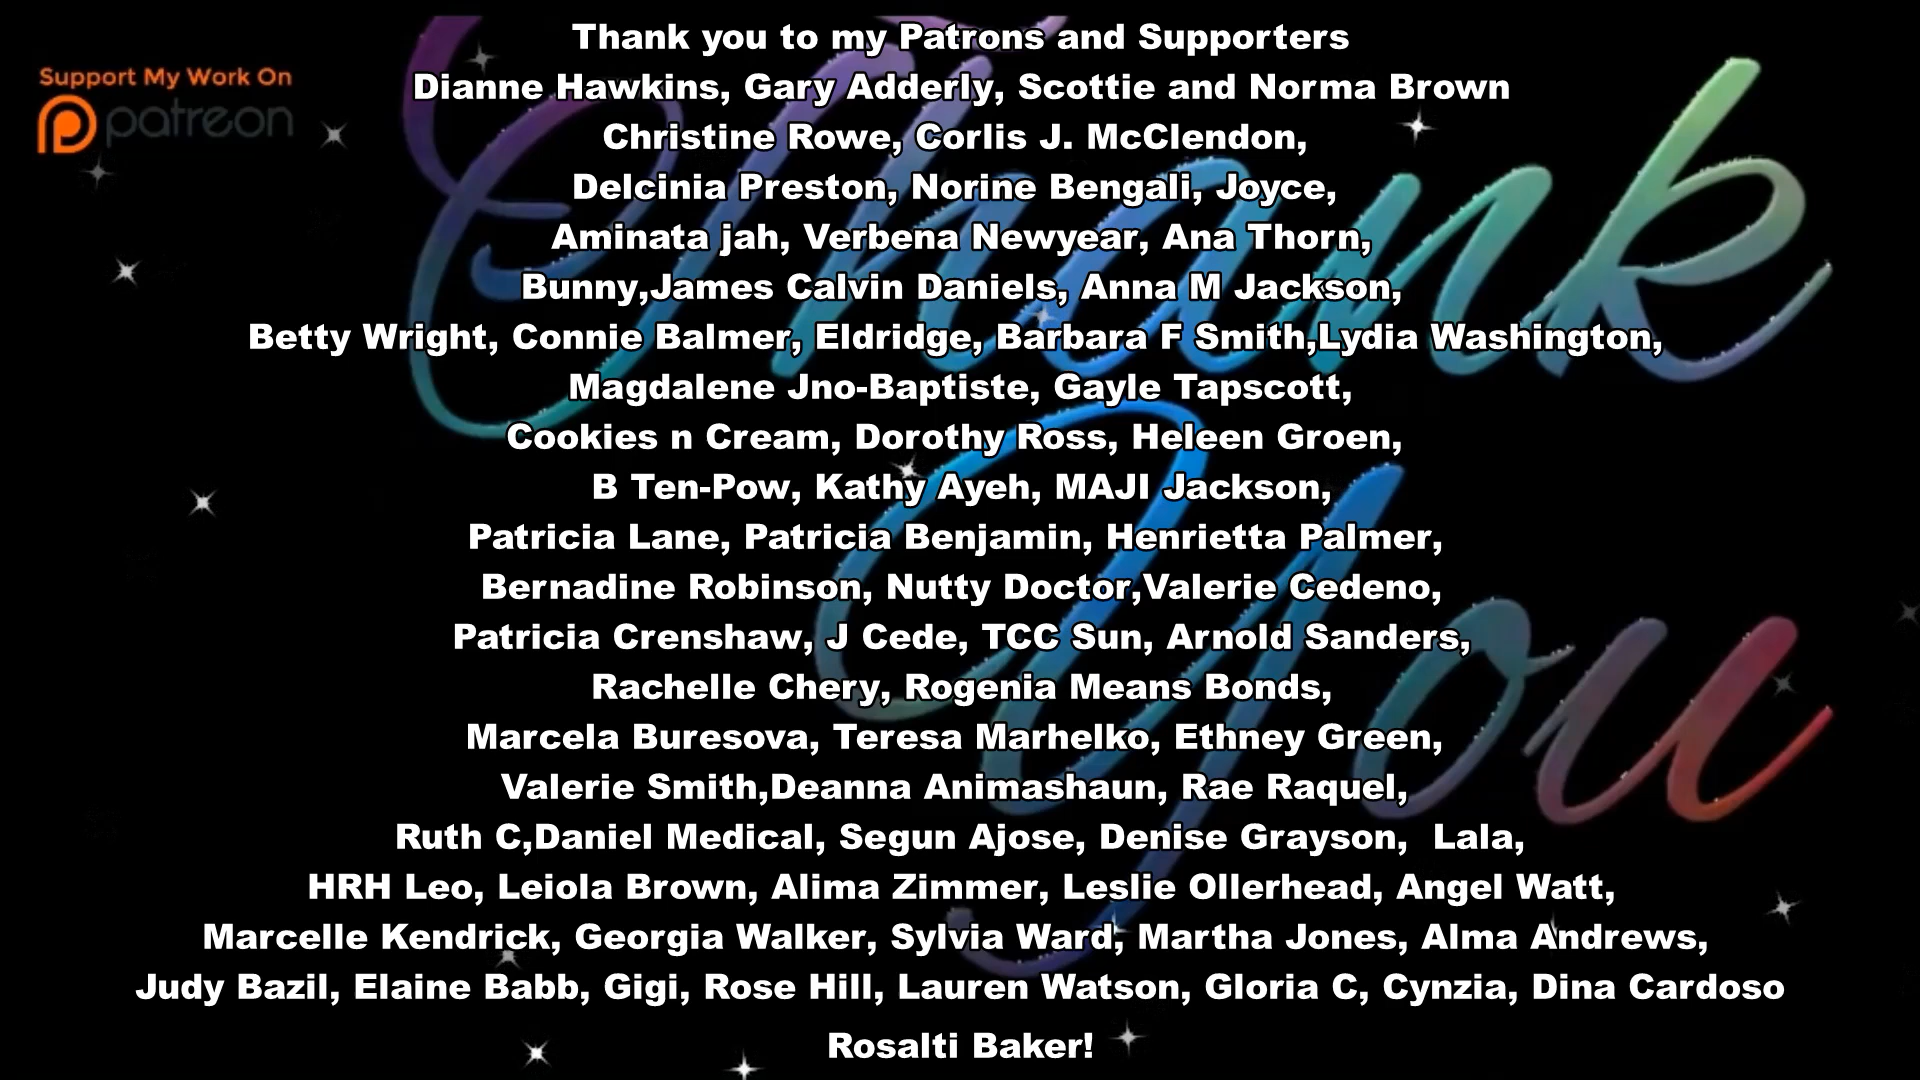 Thank you to my Patrons and Supporters
Support My Work On
patreon
Dianne Hawkins, Gary Adderly, Scottie and Norma Brown
Christine Rowe, Corlis J. McClendon,
Delcinia Preston, Norine Bengali, Joyce,
Aminata jah, Verbena Newyear, Ana Thorn,
Bunny,James Calvin Daniels, Anna M Jackson,
Betty Wright, Connie Balmer, Eldridge, Barbara F Smith,Lydia Washington,
Magdalene Jno-Baptiste, Gayle Tapscott,
Cookies n Cream, Dorothy Ross, Heleen Groen,
B Ten-Pow, Kathy Ayeh, MAJI Jackson,
Patricia Lane, Patricia Benjamin, Henrietta Palmer,
Bernadine Robinson, Nutty Doctor,Valerie Cedeno,
Patricia Crenshaw, J Cede, TCC Sun, Arnold Sanders,
Rachelle Chery, Rogenia Means Bonds,
Marcela Buresova, Teresa Marhelko, Ethney Green,
Valerie Smith,Deanna Animashaun, Rae Raquel,
Ruth C,Daniel Medical, Segun Ajose, Denise Grayson,  Lala,
HRH Leo, Leiola Brown, Alima Zimmer, Leslie Ollerhead, Angel Watt,
Marcelle Kendrick, Georgia Walker, Sylvia Ward, Martha Jones, Alma Andrews,
Judy Bazil, Elaine Babb, Gigi, Rose Hill, Lauren Watson, Gloria C, Cynzia, Dina Cardoso
Rosalti Baker!
Thank
You